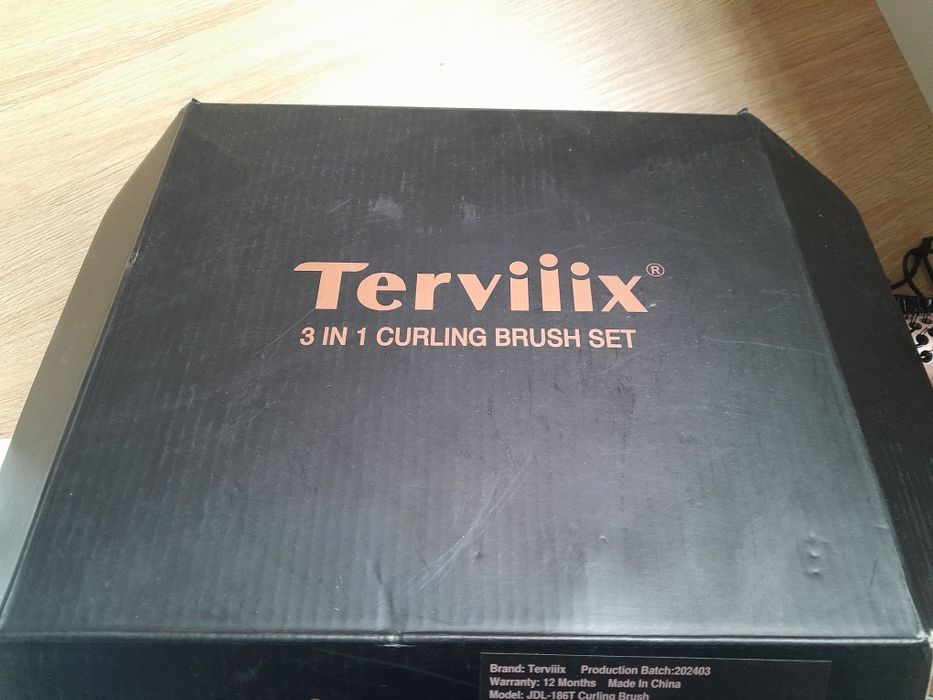 Terviiix®
3 IN 1 CURLING BRUSH SET
Brand: Terviiix Production Batch:202403
Warranty: 12 Months Made In China
Model: JDL-186T Curling Brush